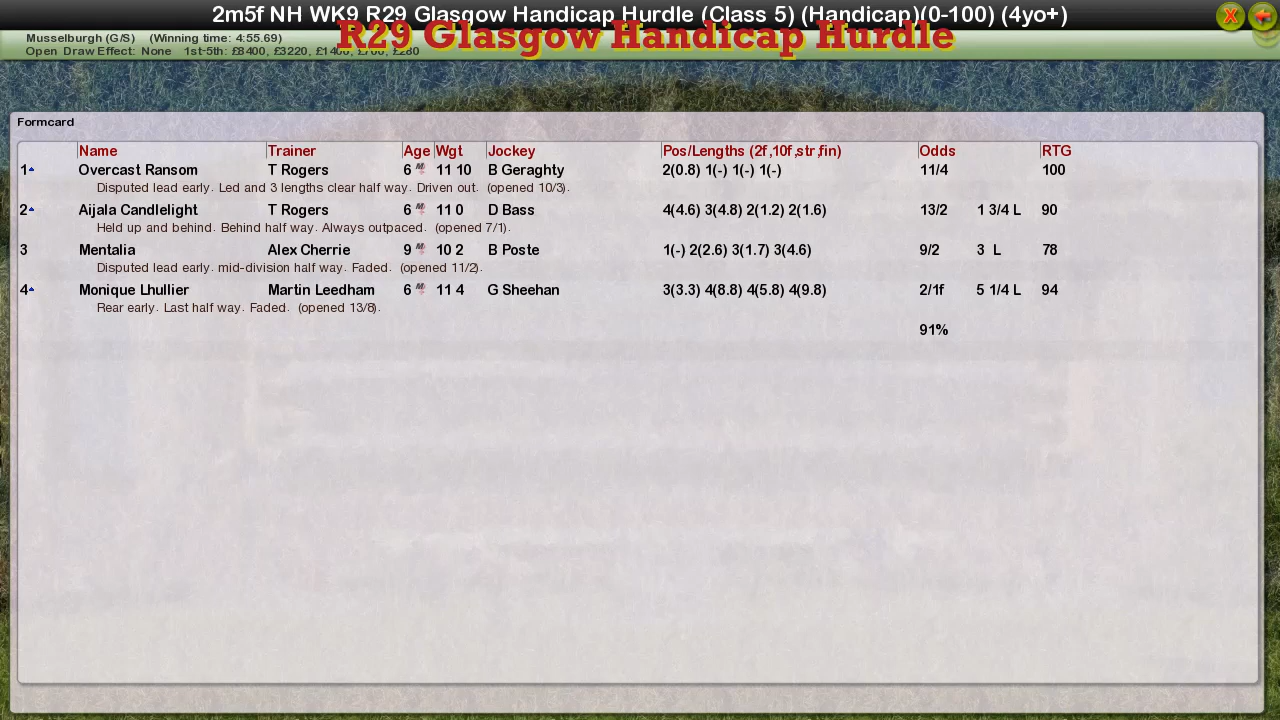 2m5f NH WK9 R29 Glasgow Handicap Hurdle (Class 5) (Handicap)(0-100) (4yo+)
R29 Glasgow Handicap Hurdle
Musselburgh (G/S) (Winning time: 4:55.69)
Open Draw Effect: None 1st-5th: £8400, £3220, £1400, £700, £280
Formcard
Name Trainer Age Wgt Jockey Pos/Lengths (2f,10f,str,fin) Odds RTG
1 Overcast Ransom T Rogers 6 11 10 B Geraghty 2(0.8) 1(-) 1(-) 1(-) 11/4 100
Disputed lead early. Led and 3 lengths clear half way. Driven out. (opened 10/3).
2 Aijala Candlelight T Rogers 6 11 0 D Bass 4(4.6) 3(4.8) 2(1.2) 2(1.6) 13/2 1 3/4 L 90
Held up and behind. Behind half way. Always outpaced. (opened 7/1).
3 Mentalia Alex Cherrie 9 10 2 B Poste 1(-) 2(2.6) 3(1.7) 3(4.6) 9/2 3 L 78
Disputed lead early. mid-division half way. Faded. (opened 11/2).
4 Monique Lhullier Martin Leedham 6 11 4 G Sheehan 3(3.3) 4(8.8) 4(5.8) 4(9.8) 2/1f 5 1/4 L 94
Rear early. Last half way. Faded. (opened 13/8).
91%